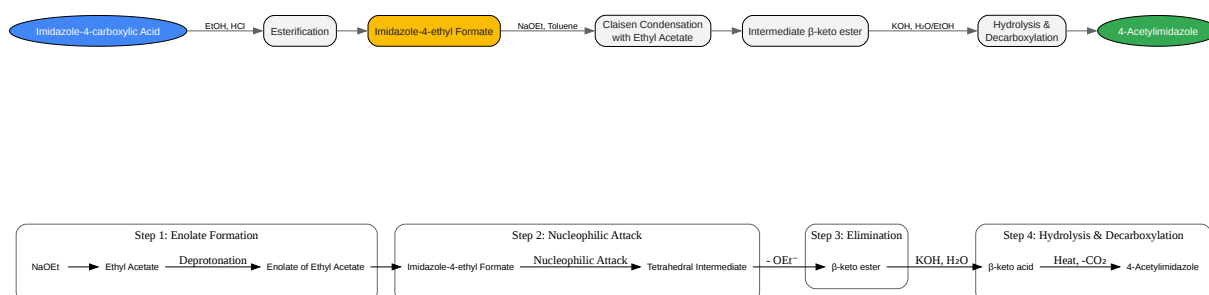 Imidazole-4-carboxylic Acid
EtOH, HCl
Esterification
Imidazole-4-ethyl Formate
NaOEt, Toluene
Claisen Condensation
with Ethyl Acetate
Intermediate β-keto ester
KOH, H₂O/EtOH
Hydrolysis &
Decarboxylation
4-Acetylimidazole
Step 1: Enolate Formation
NaOEt
Ethyl Acetate
Deprotonation
Enolate of Ethyl Acetate
Step 2: Nucleophilic Attack
Imidazole-4-ethyl Formate
Nucleophilic Attack
Tetrahedral Intermediate
- OEt⁻
Step 3: Elimination
β-keto ester
KOH, H₂O
Step 4: Hydrolysis & Decarboxylation
β-keto acid
Heat, -CO₂
4-Acetylimidazole